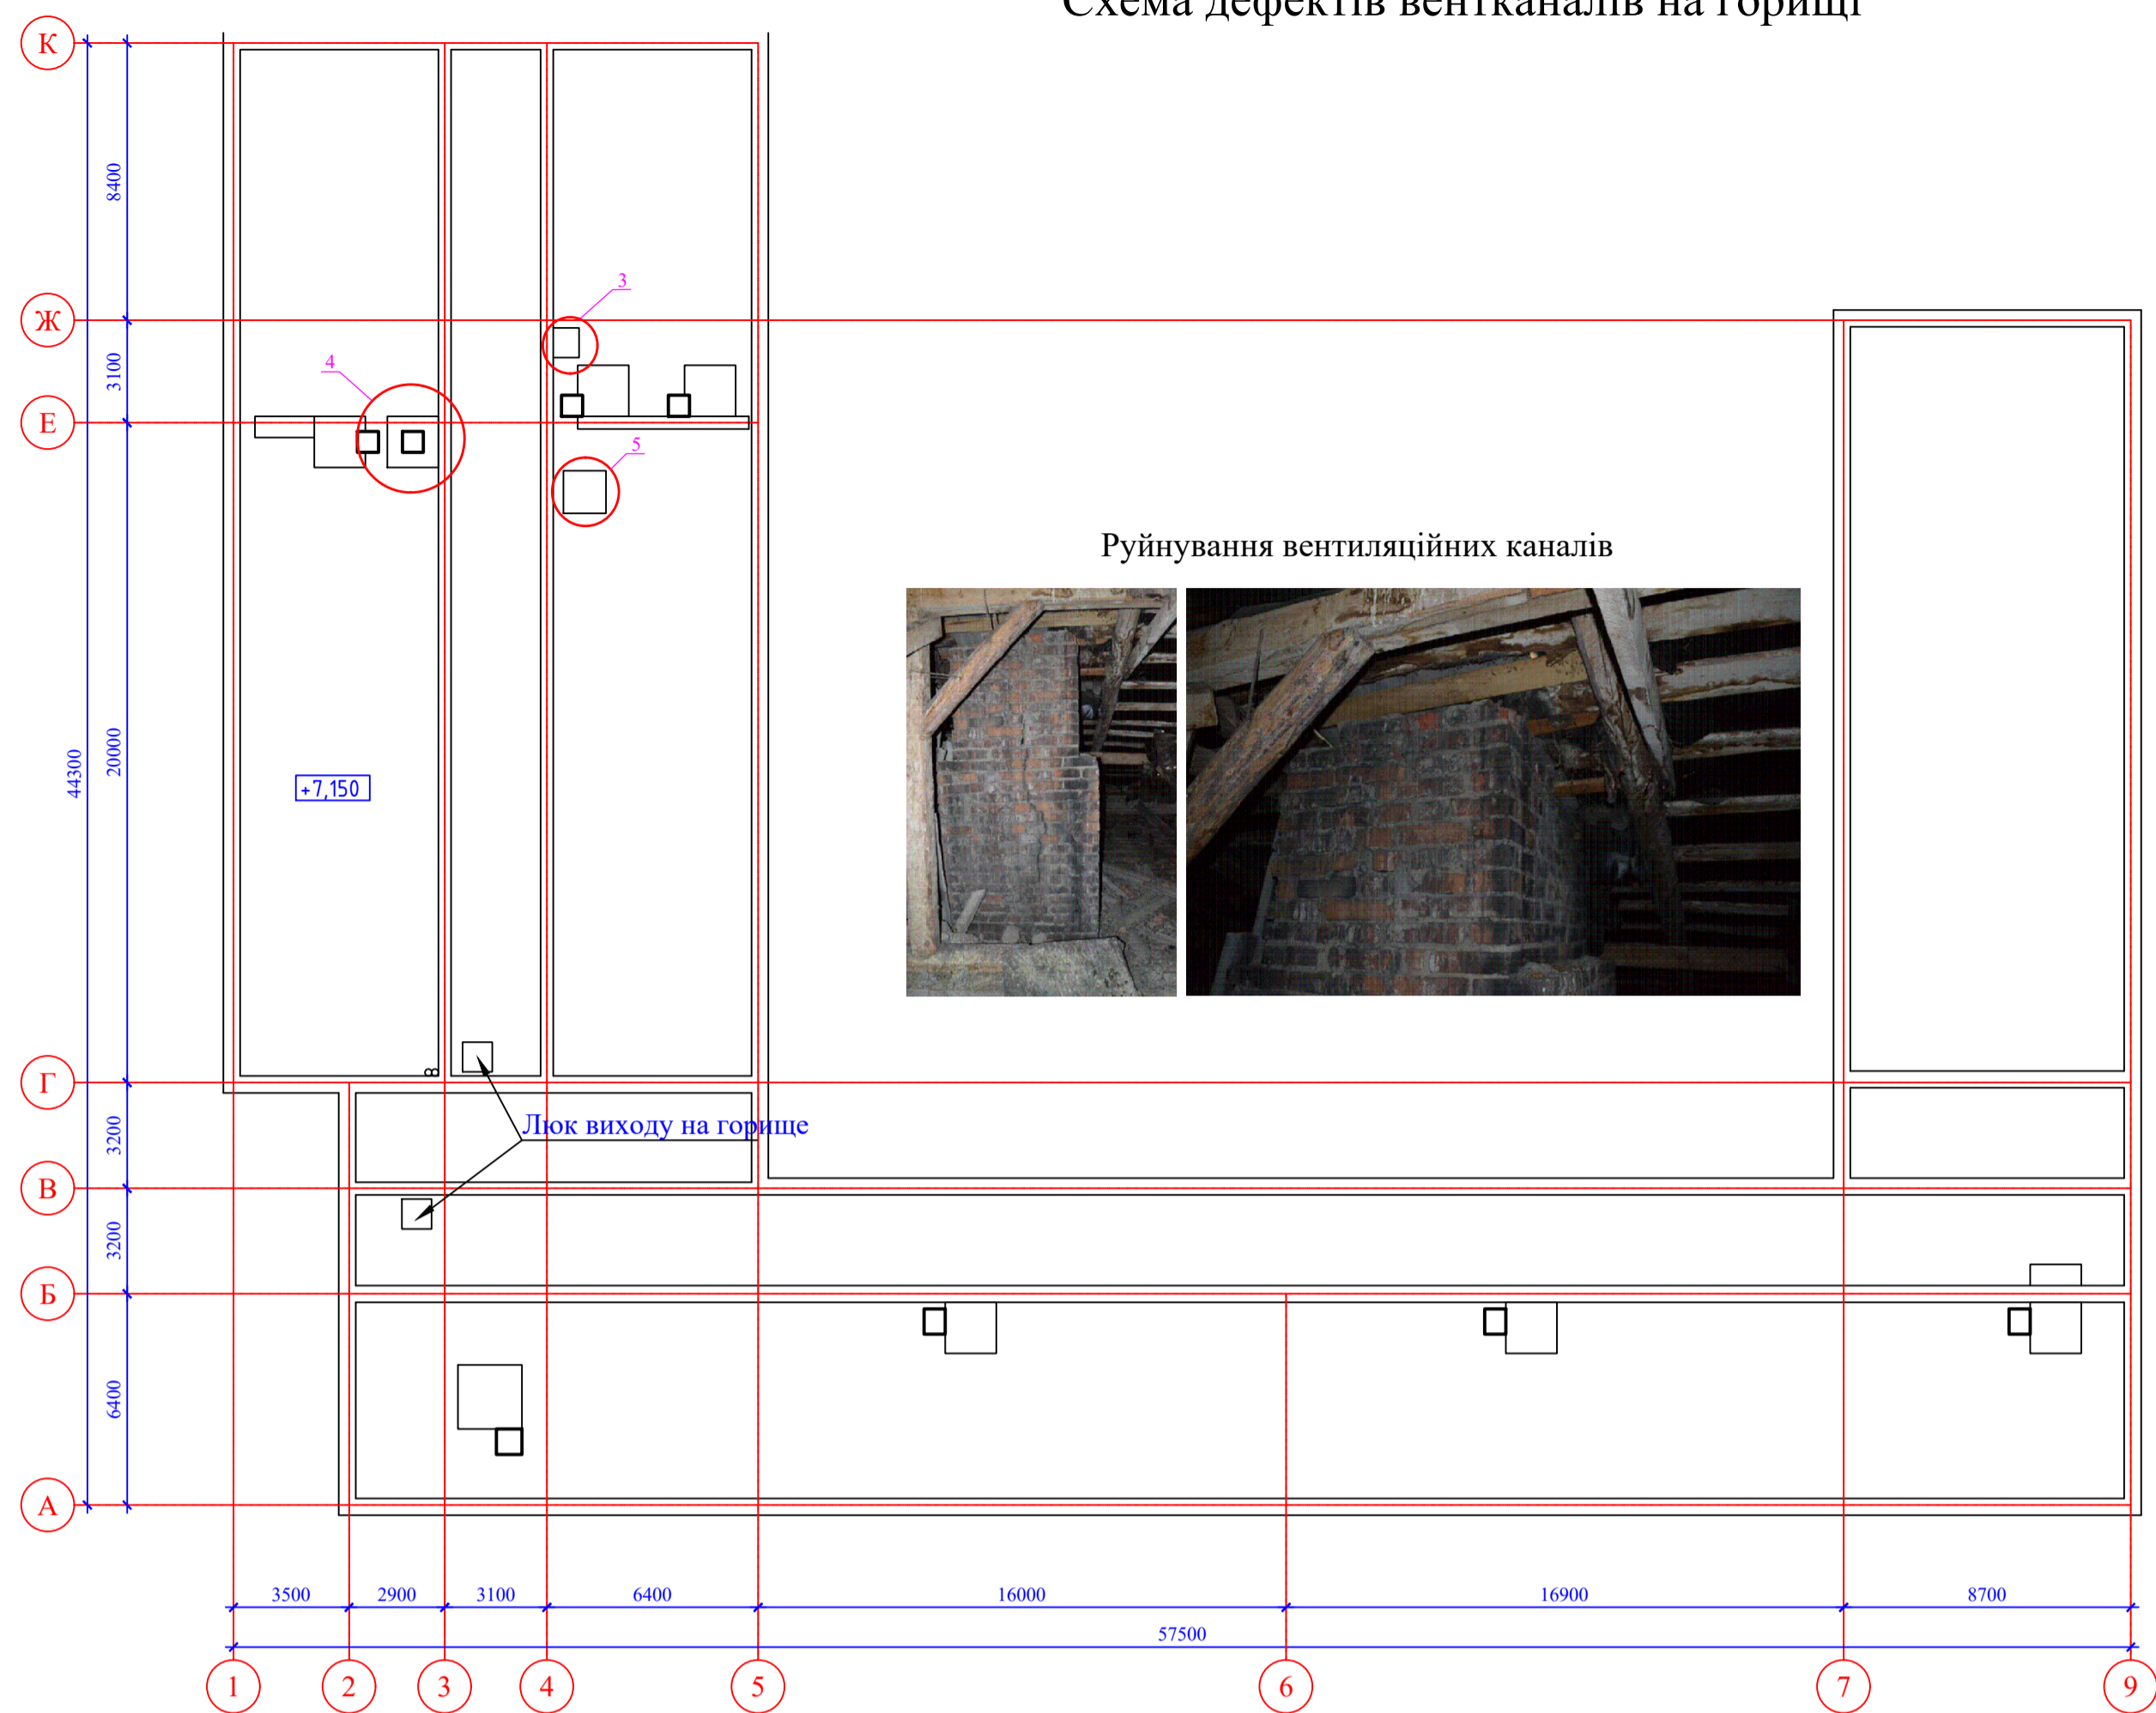 Схема дефектів вентканалів на горищі
К
8400
Ж
3
3100
4
Е
5
Руйнування вентиляційних каналів
44300
20000
+7,150
Г
3200
Люк виходу на горище
В
3200
Б
6400
А
3500 2900 3100 6400 16000 16900 8700
57500
1 2 3 4 5 6 7 9